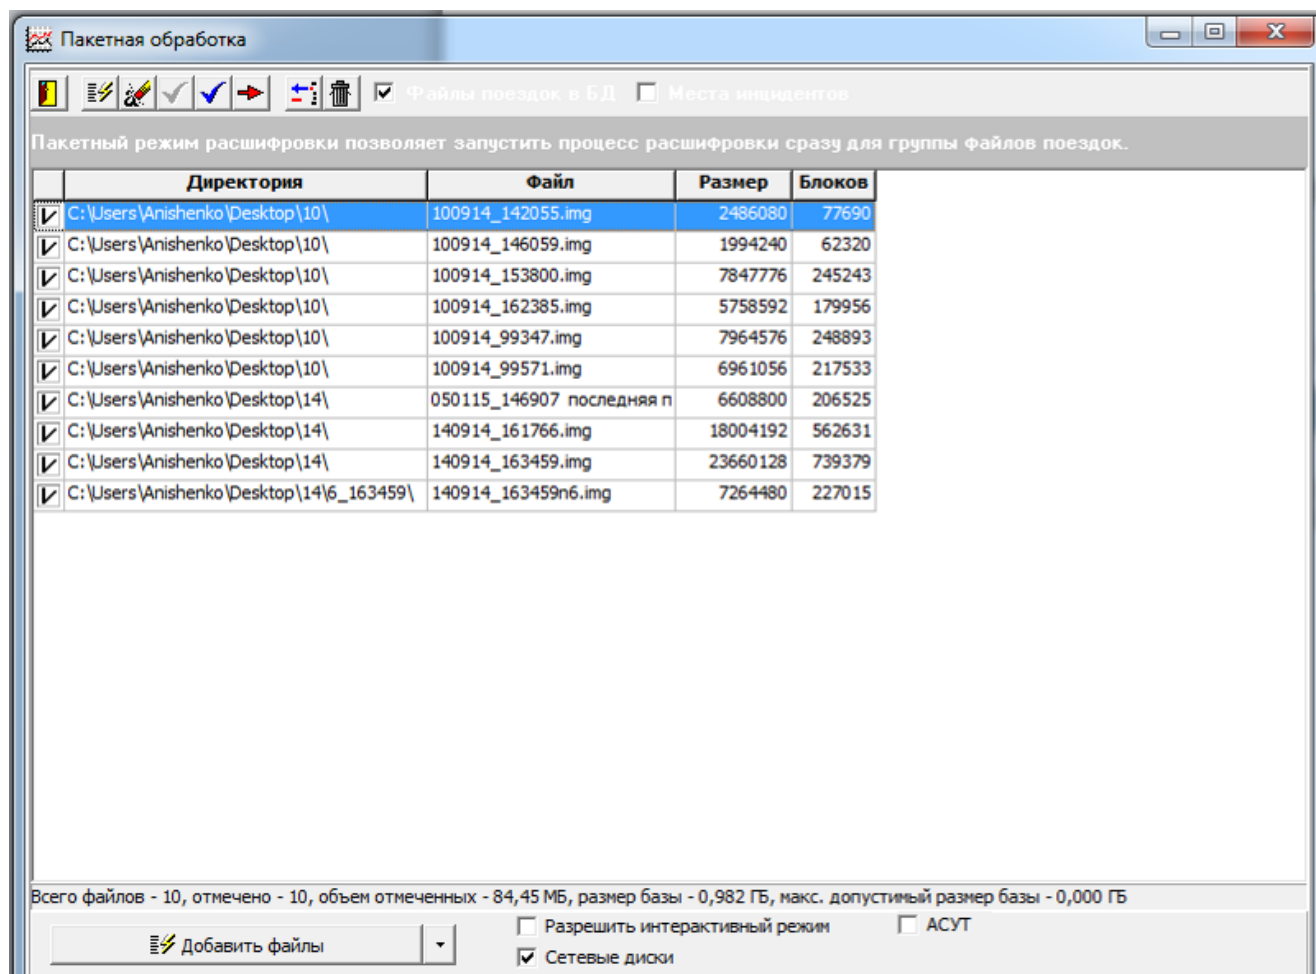 Пакетная обработка
Файлы поездок в БД Места инцидентов
Пакетный режим расшифровки позволяет запустить процесс расшифровки сразу для группы файлов поездок.
Директория Файл Размер Блоков
C:\Users\Anishenko\Desktop\10\ 100914_142055.img 2486080 77690
C:\Users\Anishenko\Desktop\10\ 100914_146059.img 1994240 62320
C:\Users\Anishenko\Desktop\10\ 100914_153800.img 7847776 245243
C:\Users\Anishenko\Desktop\10\ 100914_162385.img 5758592 179956
C:\Users\Anishenko\Desktop\10\ 100914_99347.img 7964576 248893
C:\Users\Anishenko\Desktop\10\ 100914_99571.img 6961056 217533
C:\Users\Anishenko\Desktop\14\ 050115_146907 последняя п 6608800 206525
C:\Users\Anishenko\Desktop\14\ 140914_161766.img 18004192 562631
C:\Users\Anishenko\Desktop\14\ 140914_163459.img 23660128 739379
C:\Users\Anishenko\Desktop\14\6_163459\ 140914_163459n6.img 7264480 227015
Всего файлов - 10, отмечено - 10, объем отмеченных - 84,45 МБ, размер базы - 0,982 ГБ, макс. допустимый размер базы - 0,000 ГБ
Добавить файлы
Разрешить интерактивный режим АСУТ
Сетевые диски